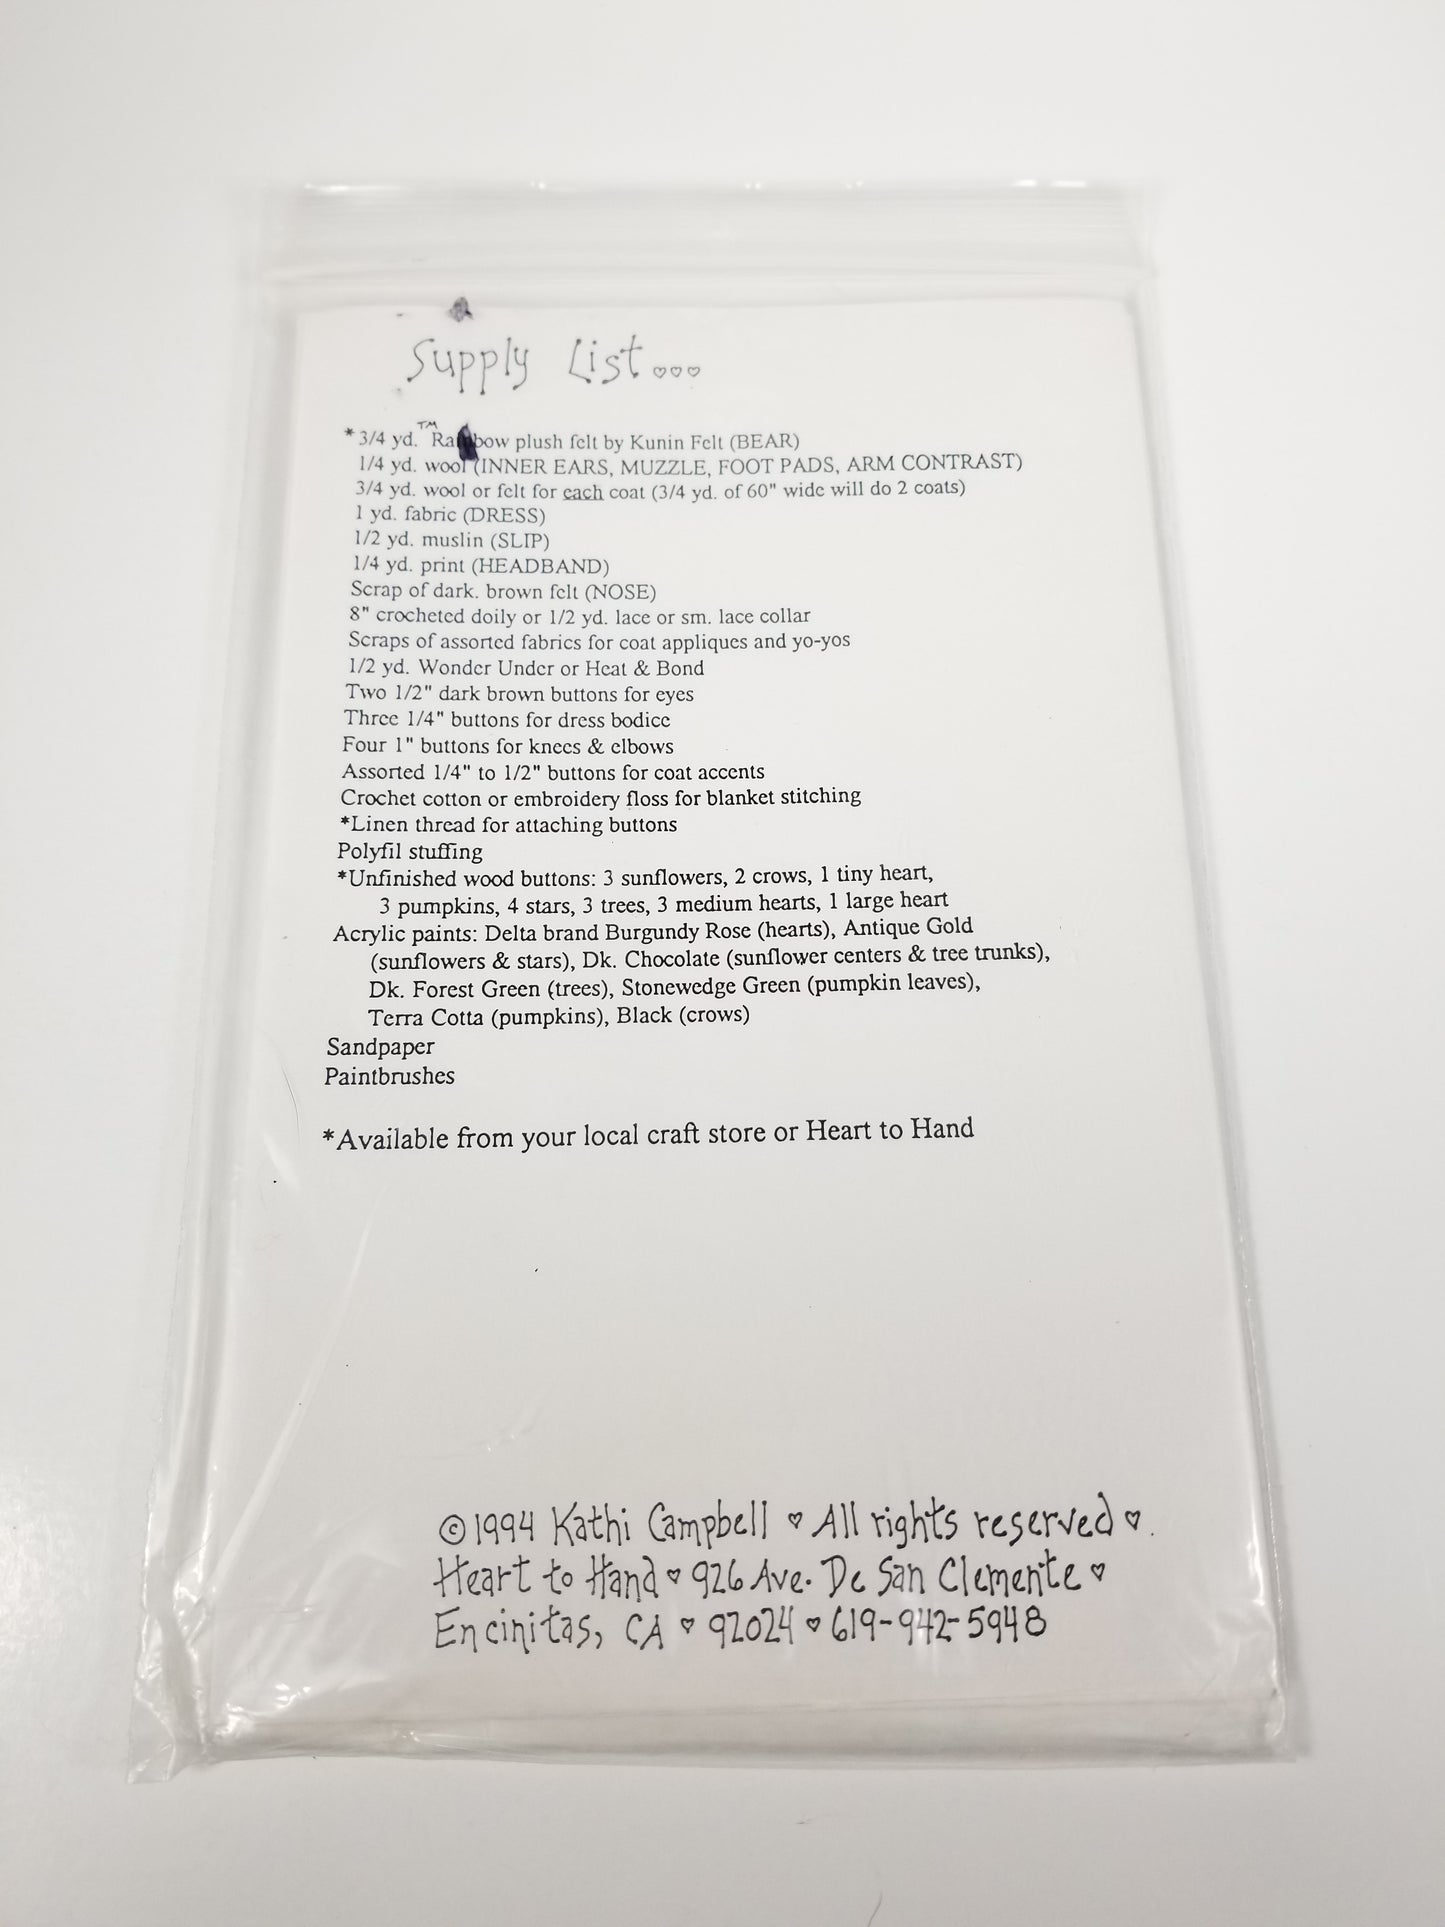 Supply List...
*3/4 yd.™ Rainbow plush felt by Kunin Felt (BEAR)
1/4 yd. wool (INNER EARS, MUZZLE, FOOT PADS, ARM CONTRAST)
3/4 yd. wool or felt for each coat (3/4 yd. of 60" wide will do 2 coats)
1 yd. fabric (DRESS)
1/2 yd. muslin (SLIP)
1/4 yd. print (HEADBAND)
Scrap of dark. brown felt (NOSE)
8" crocheted doily or 1/2 yd. lace or sm. lace collar
Scraps of assorted fabrics for coat appliques and yo-yos
1/2 yd. Wonder Under or Heat & Bond
Two 1/2" dark brown buttons for eyes
Three 1/4" buttons for dress bodice
Four 1" buttons for knees & elbows
Assorted 1/4" to 1/2" buttons for coat accents
Crochet cotton or embroidery floss for blanket stitching
*Linen thread for attaching buttons
Polyfil stuffing
*Unfinished wood buttons: 3 sunflowers, 2 crows, 1 tiny heart,
3 pumpkins, 4 stars, 3 trees, 3 medium hearts, 1 large heart
Acrylic paints: Delta brand Burgundy Rose (hearts), Antique Gold
(sunflowers & stars), Dk. Chocolate (sunflower centers & tree trunks),
Dk. Forest Green (trees), Stonewedge Green (pumpkin leaves),
Terra Cotta (pumpkins), Black (crows)
Sandpaper
Paintbrushes
*Available from your local craft store or Heart to Hand
©1994 Kathi Campbell ♥ All rights reserved ♥.
Heart to Hand ♥ 926 Ave. De San Clemente ♥
Encinitas, CA ♥ 92024 ♥ 619-942-5948